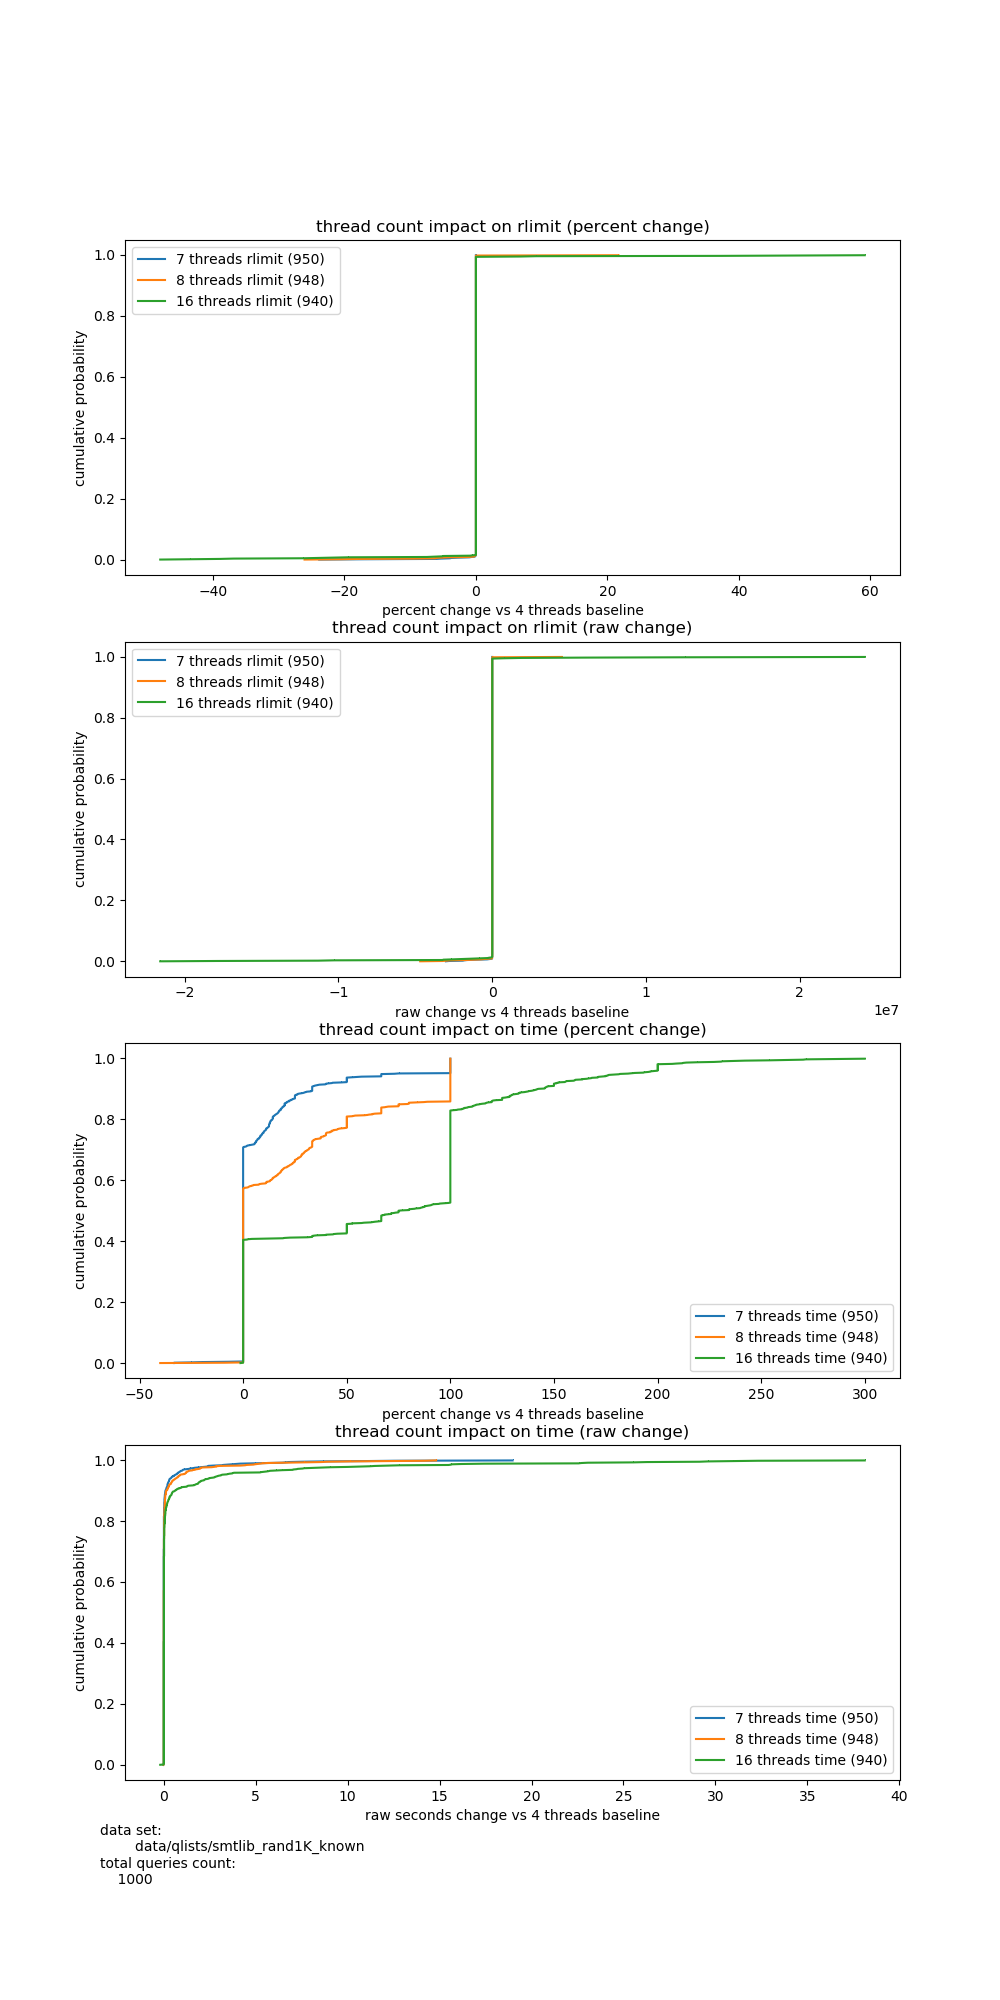 thread count impact on rlimit (percent change)
1.0
0.8
0.6
0.4
0.2
0.0
cumulative probability
7 threads rlimit (950)
8 threads rlimit (948)
16 threads rlimit (940)
−40 −20 0 20 40 60
percent change vs 4 threads baseline
thread count impact on rlimit (raw change)
1.0
0.8
0.6
0.4
0.2
0.0
cumulative probability
7 threads rlimit (950)
8 threads rlimit (948)
16 threads rlimit (940)
−2 −1 0 1 2
1e7
raw change vs 4 threads baseline
thread count impact on time (percent change)
1.0
0.8
0.6
0.4
0.2
0.0
cumulative probability
7 threads time (950)
8 threads time (948)
16 threads time (940)
−50 0 50 100 150 200 250 300
percent change vs 4 threads baseline
thread count impact on time (raw change)
1.0
0.8
0.6
0.4
0.2
0.0
cumulative probability
7 threads time (950)
8 threads time (948)
16 threads time (940)
0 5 10 15 20 25 30 35 40
raw seconds change vs 4 threads baseline
data set:
data/qlists/smtlib_rand1K_known
total queries count:
1000